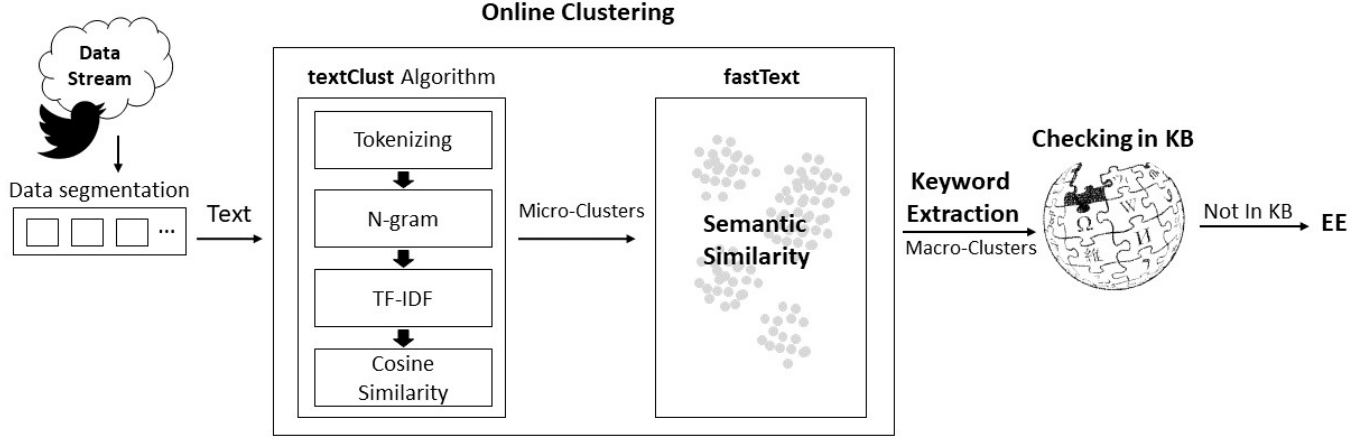 Online Clustering
Data
Stream
Data segmentation
...
Text
textClust Algorithm
Tokenizing
N-gram
TF-IDF
Cosine
Similarity
Micro-Clusters
fastText
Semantic
Similarity
Keyword
Extraction
Macro-Clusters
Checking in KB
Ω
W
И
維
Not In KB
EE